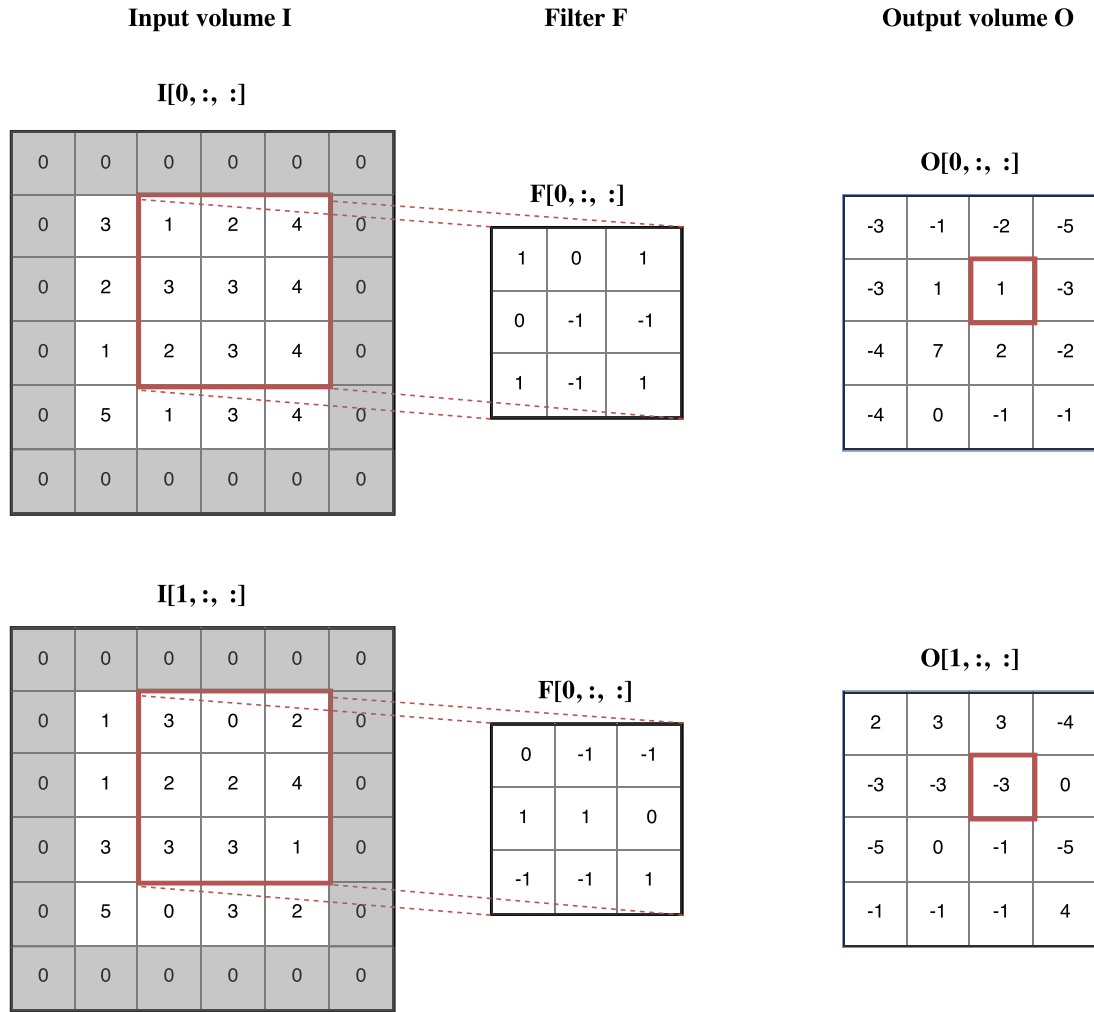 Input volume I Filter F Output volume O
I[0, :, :]
0 0 0 0 0 0
0 3 1 2 4 0
0 2 3 3 4 0
0 1 2 3 4 0
0 5 1 3 4 0
0 0 0 0 0 0
F[0, :, :]
1 0 1
0 -1 -1
1 -1 1
O[0, :, :]
-3 -1 -2 -5
-3 1 1 -3
-4 7 2 -2
-4 0 -1 -1
I[1, :, :]
0 0 0 0 0 0
0 1 3 0 2 0
0 1 2 2 4 0
0 3 3 3 1 0
0 5 0 3 2 0
0 0 0 0 0 0
F[0, :, :]
0 -1 -1
1 1 0
-1 -1 1
O[1, :, :]
2 3 3 -4
-3 -3 -3 0
-5 0 -1 -5
-1 -1 -1 4